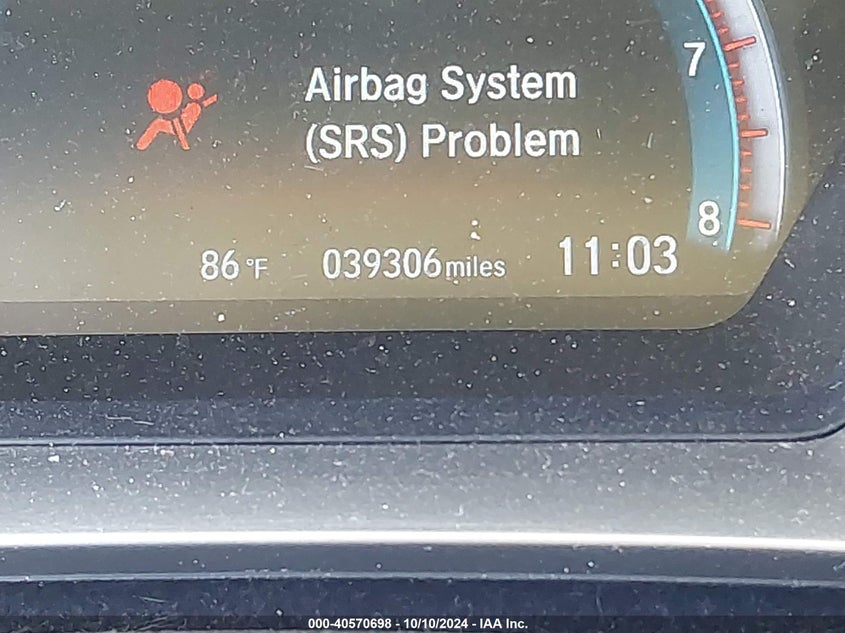 7
Airbag System
(SRS) Problem
8
86 °F 039306 miles 11:03
000-40570698 - 10/10/2024 - IAA Inc.